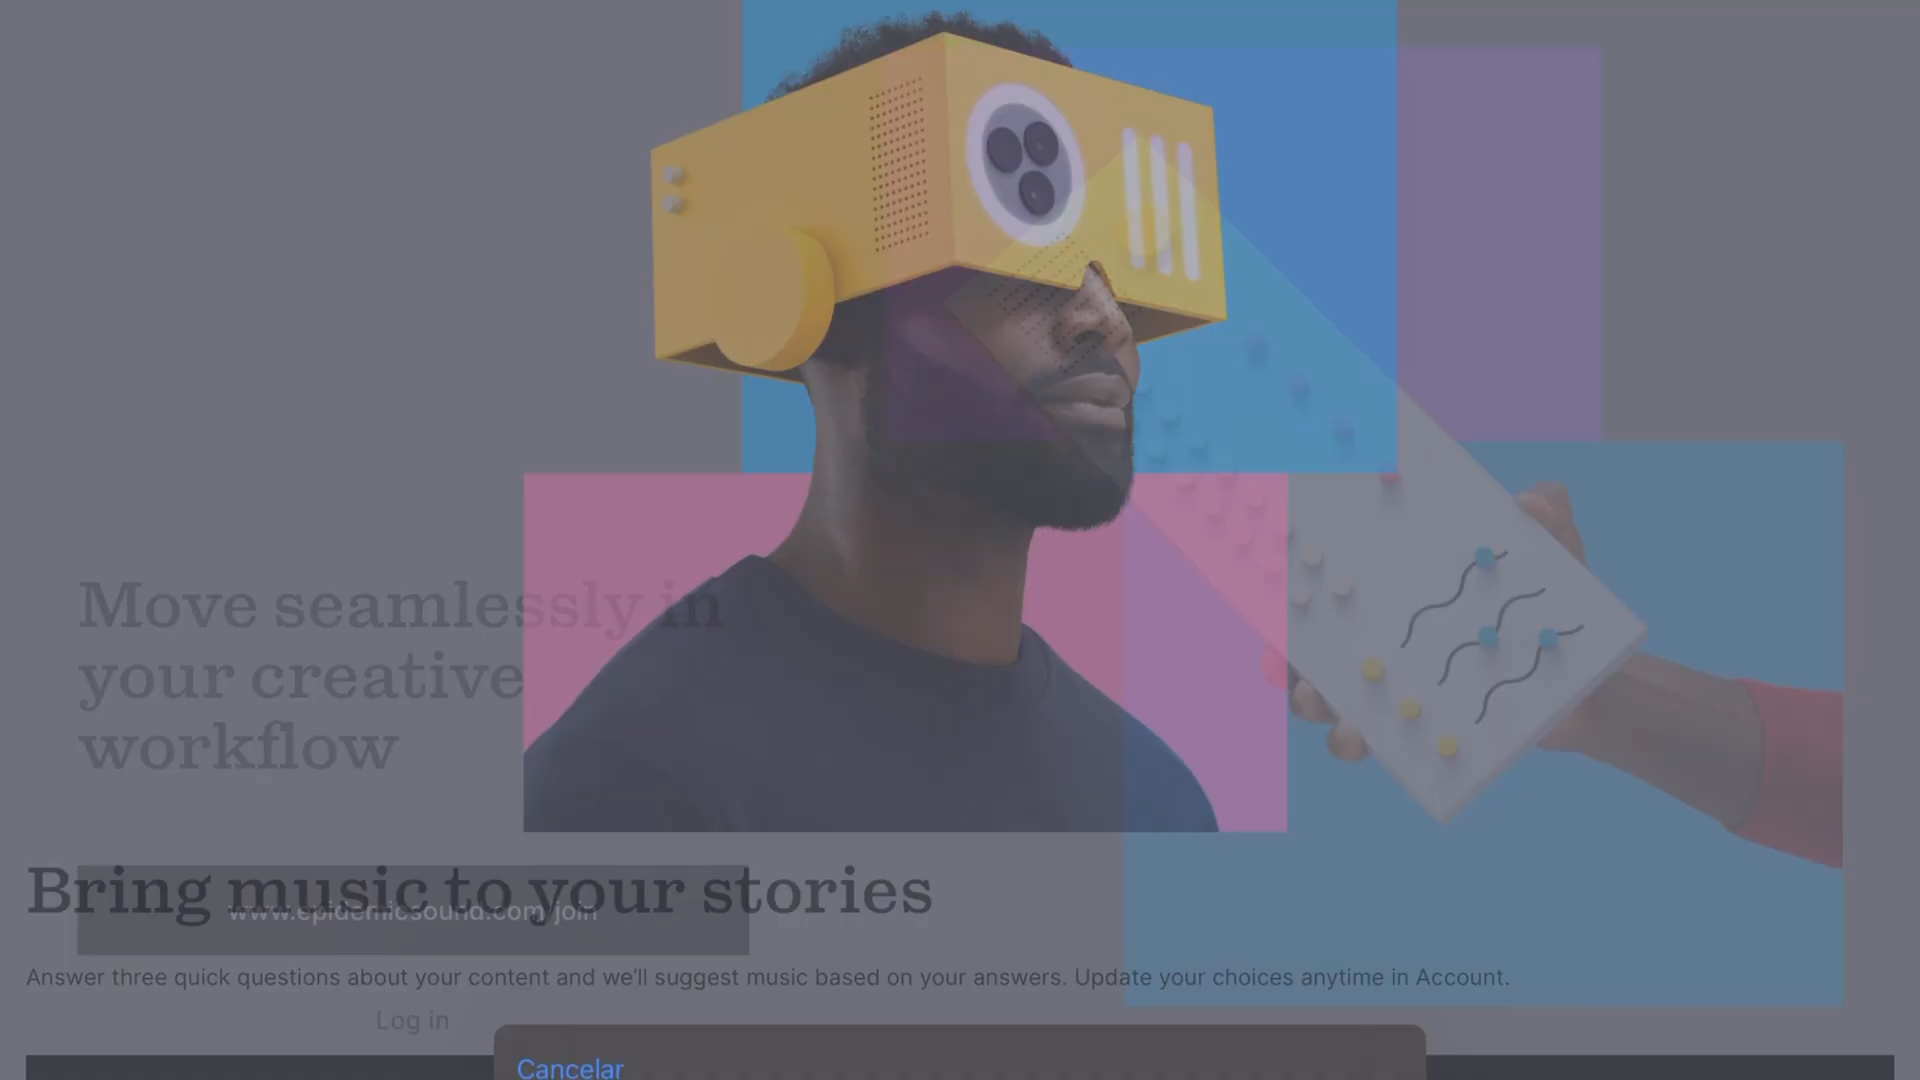 Move seamlessly in
your creative
workflow
Bring music to your stories
www.epidemicsound.com/join
Answer three quick questions about your content and we’ll suggest music based on your answers. Update your choices anytime in Account.
Log in
Cancelar